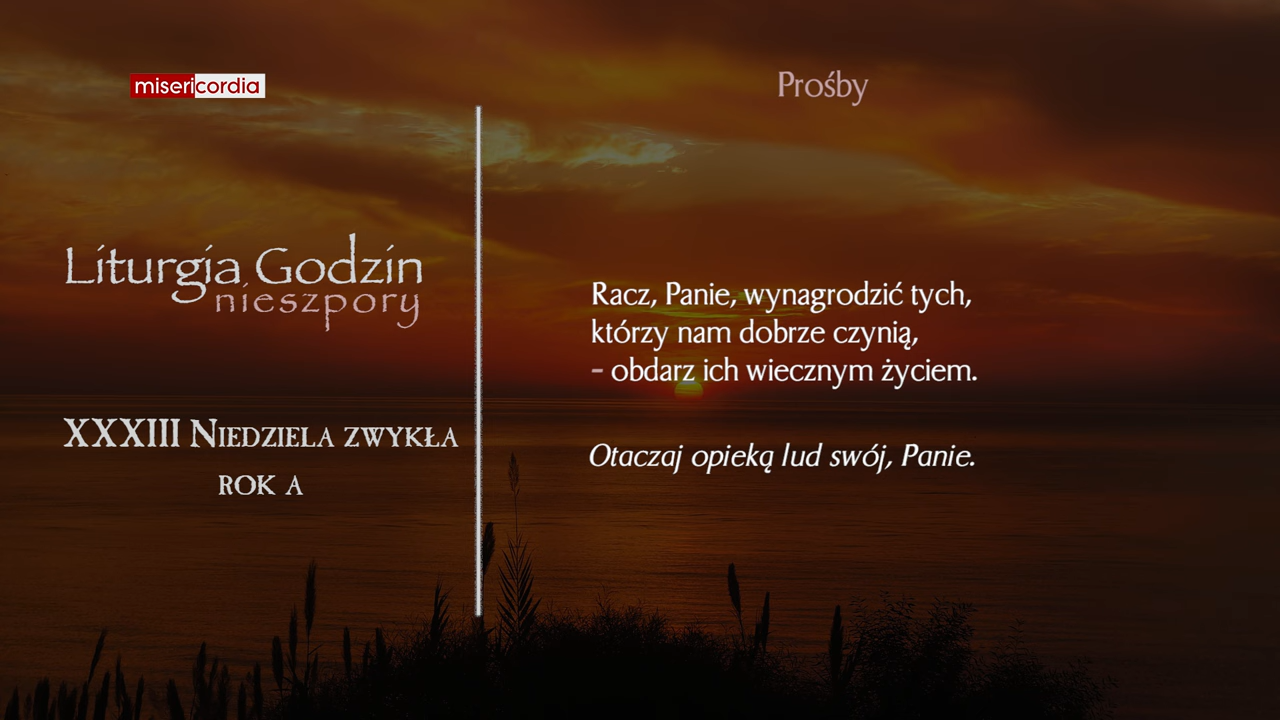 misericordia
Liturgia Godzin
nieszpory
XXXIII Niedziela zwykła
rok A
Prośby
Racz, Panie, wynagrodzić tych,
którzy nam dobrze czynią,
- obdarz ich wiecznym życiem.
Otaczaj opieką lud swój, Panie.